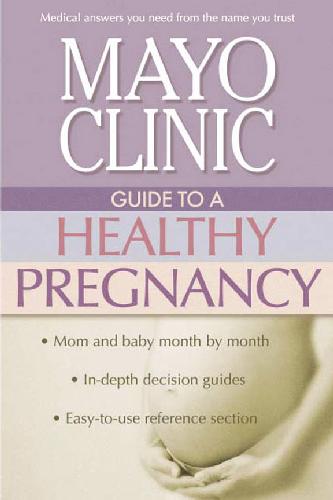 Medical answers you need from the name you trust
MAYO
CLINIC
GUIDE TO A
HEALTHY
PREGNANCY
• Mom and baby month by month
• In-depth decision guides
• Easy-to-use reference section